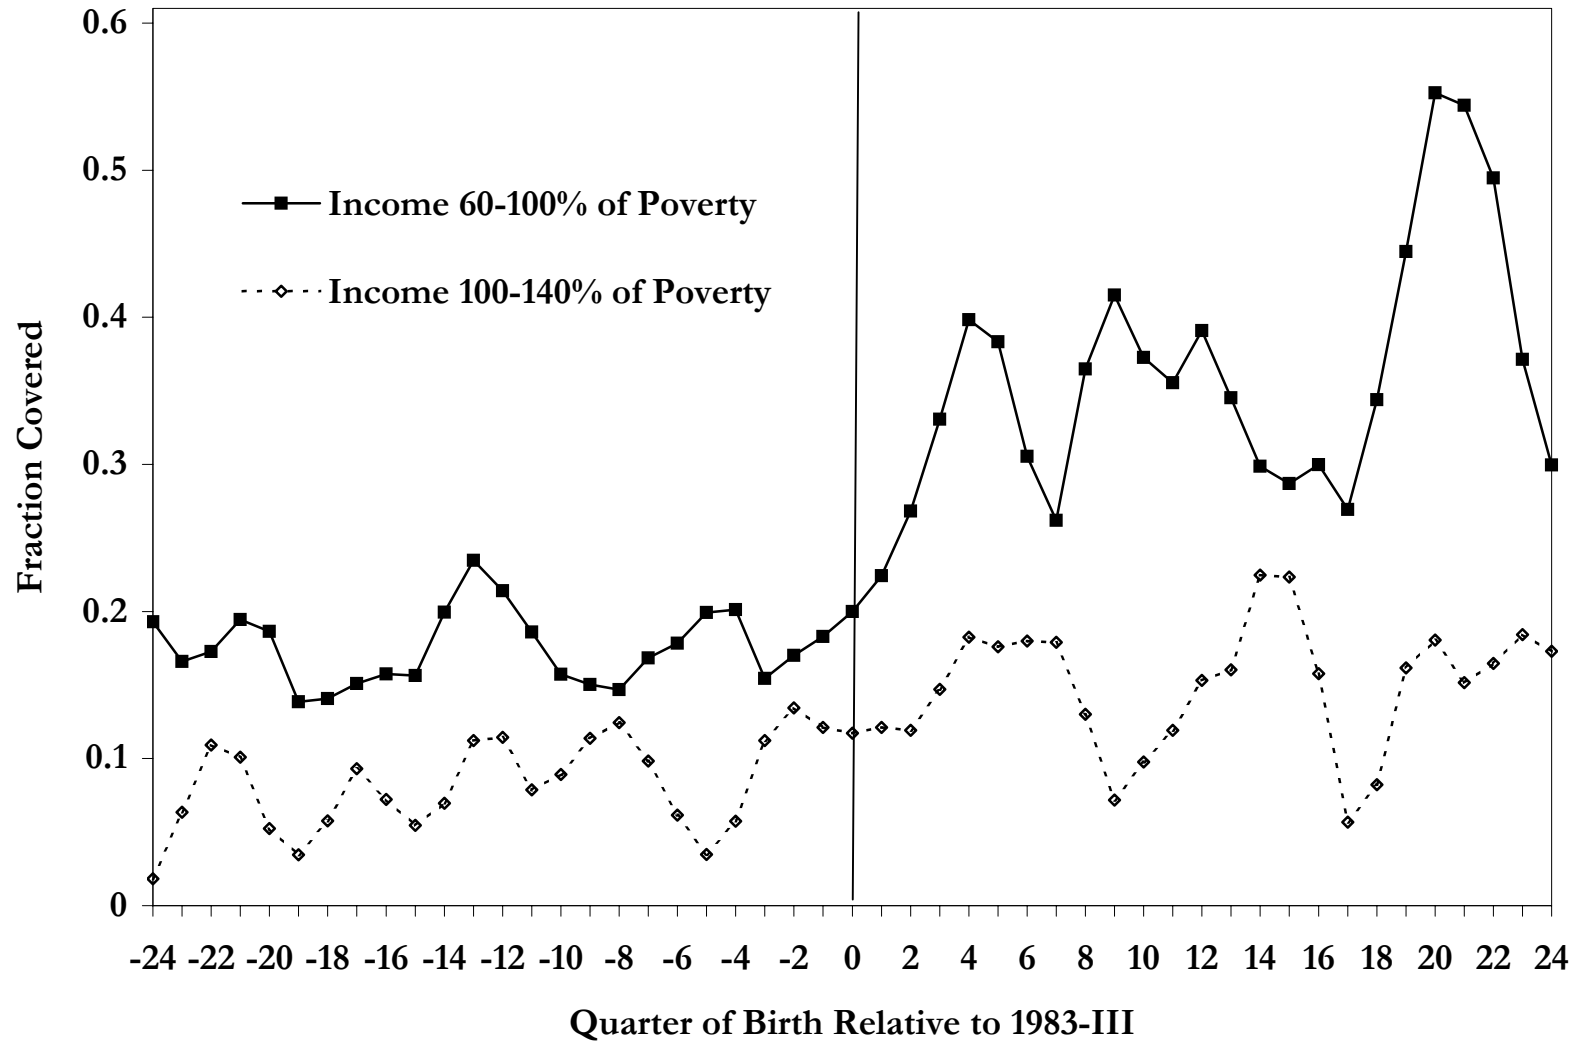 0.6
0.5
0.4
0.3
0.2
0.1
0
Fraction Covered
Income 60-100% of Poverty
Income 100-140% of Poverty
-24 -22 -20 -18 -16 -14 -12 -10 -8 -6 -4 -2 0 2 4 6 8 10 12 14 16 18 20 22 24
Quarter of Birth Relative to 1983-III